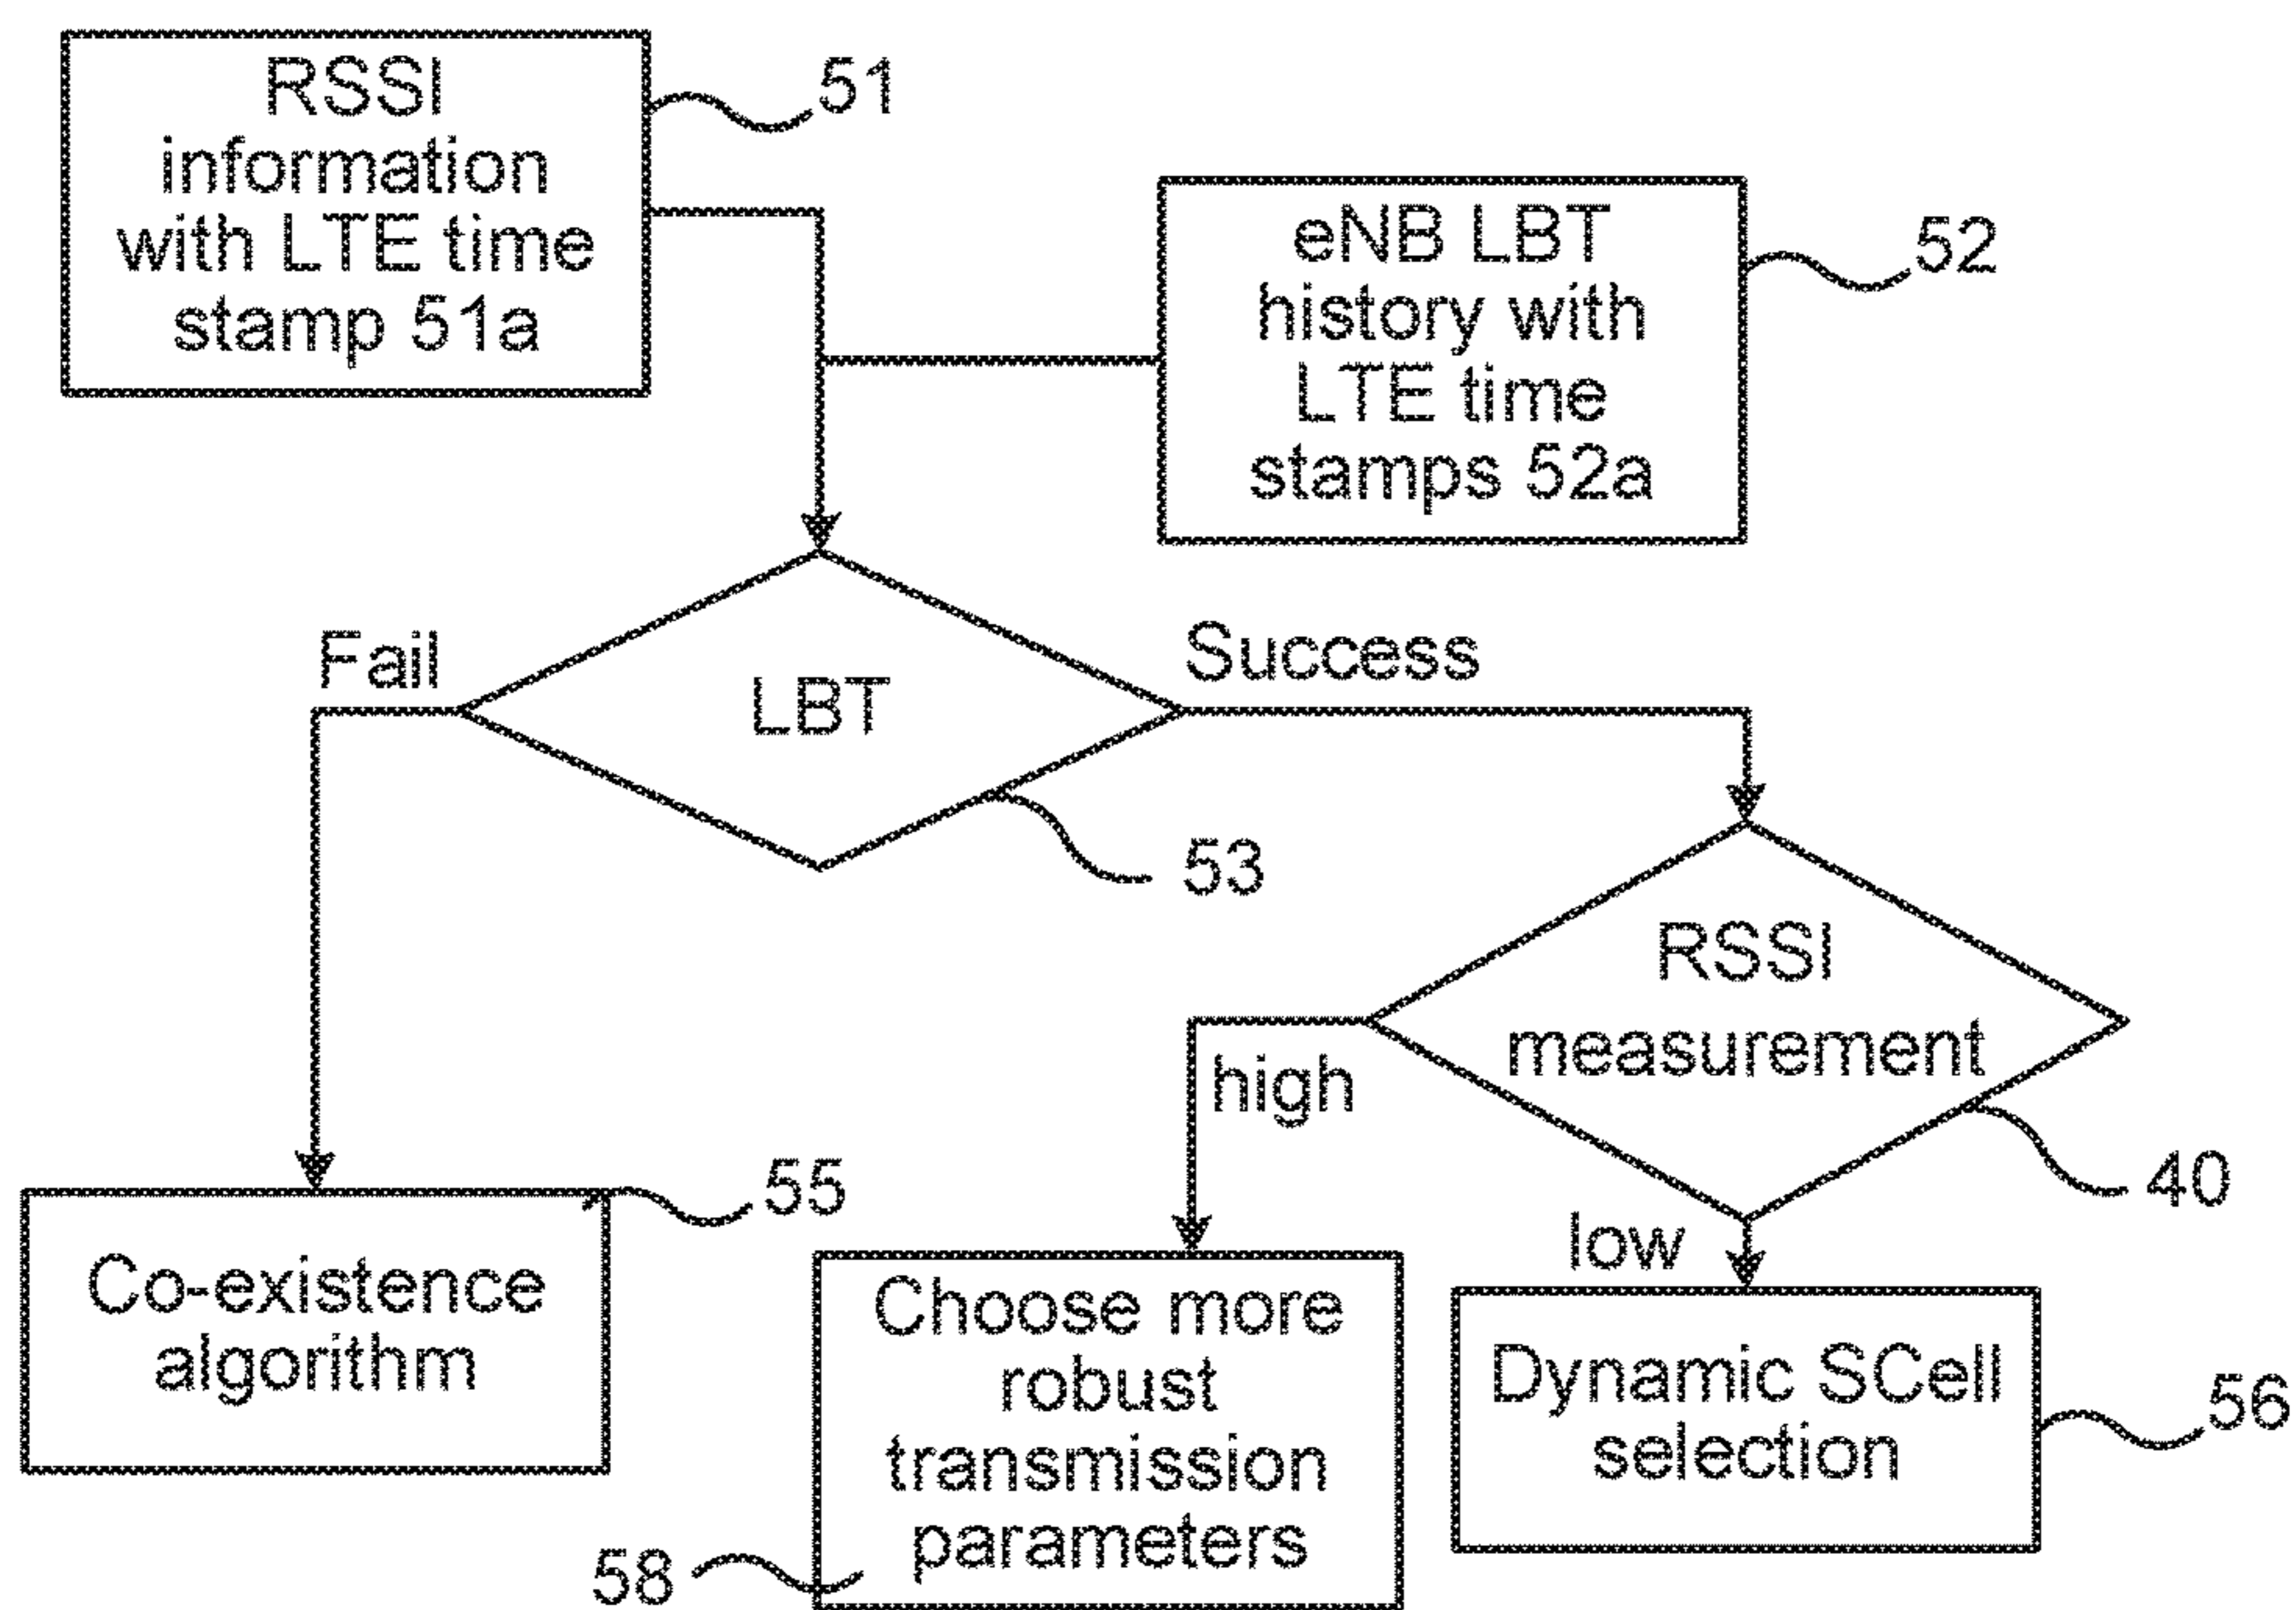 RSSI
information
with LTE time
stamp 51a
51
eNB LBT
history with
LTE time
stamps 52a
52
Fail
LBT
Success
53
RSSI
measurement
high
low
40
55
Co-existence
algorithm
Choose more
robust
transmission
parameters
58
Dynamic SCell
selection
56